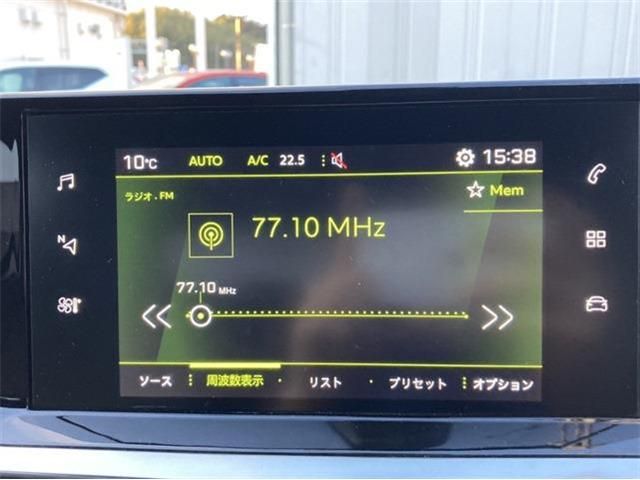 10°C AUTO A/C 22.5 15:38
ラジオ.FM
Mem
77.10 MHz
N
77.10 MHz
ソース 周波数表示 リスト プリセット オプション